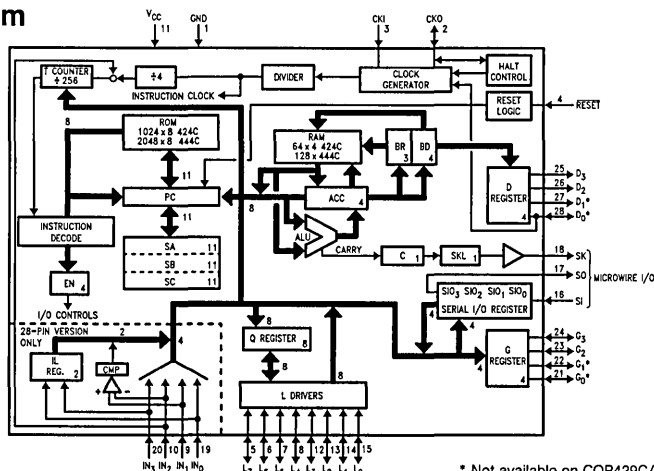 m
VCC
11
GND
1
CKI
3
CKO
2
T COUNTER
÷ 256
÷4
DIVIDER
CLOCK
GENERATOR
HALT
CONTROL
INSTRUCTION CLOCK
RESET
LOGIC
4
RESET
8
ROM
1024 x 8 424C
2048 x 8 444C
RAM
64 x 4 424C
128 x 444C
BR
3
BD
4
11
PC
8
ACC
4
11
D
REGISTER
4
25
D3
26
D2
27
D1*
28
D0*
INSTRUCTION
DECODE
SA
11
SB
11
SC
11
ALU
CARRY
C
1
SKL
1
18
SK
17
SO
16
SI
MICROWIRE I/O
EN
4
SIO3 SIO2 SIO1 SIO0
SERIAL I/O REGISTER
4
4
I/O CONTROLS
28-PIN VERSION
ONLY
2
4
IL
REG.
2
CMP
+
-
8
Q REGISTER
8
8
8
L DRIVERS
G
REGISTER
4
24
G3
23
G2
22
G1*
21
G0*
20
10
9
19
IN3 IN2 IN1 IN0
5
6
7
8
12
13
14
15
* Not available on COP429C/